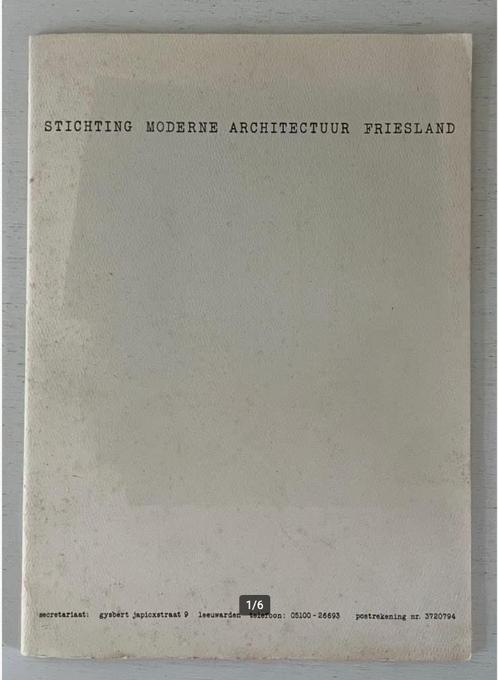 STICHTING MODERNE ARCHITECTUUR FRIESLAND
1/6
secretariaat: gysbert japicxstraat 9 leeuwarden telefoon: 05100-26693 postrekening nr. 3720794